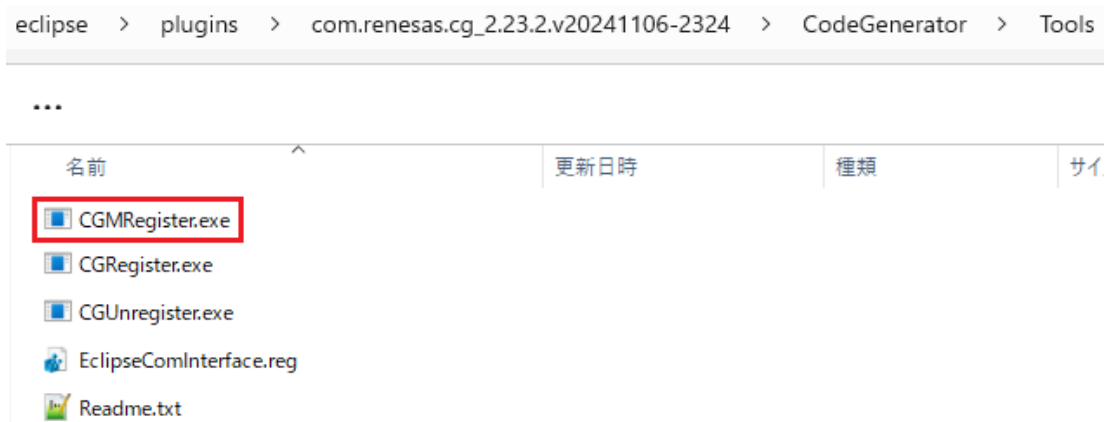 eclipse > plugins > com.renesas.cg_2.23.2.v20241106-2324 > CodeGenerator > Tools
...
名前 更新日時 種類 サイ
CGMRegister.exe
CGRegister.exe
CGUnregister.exe
EclipseComInterface.reg
Readme.txt